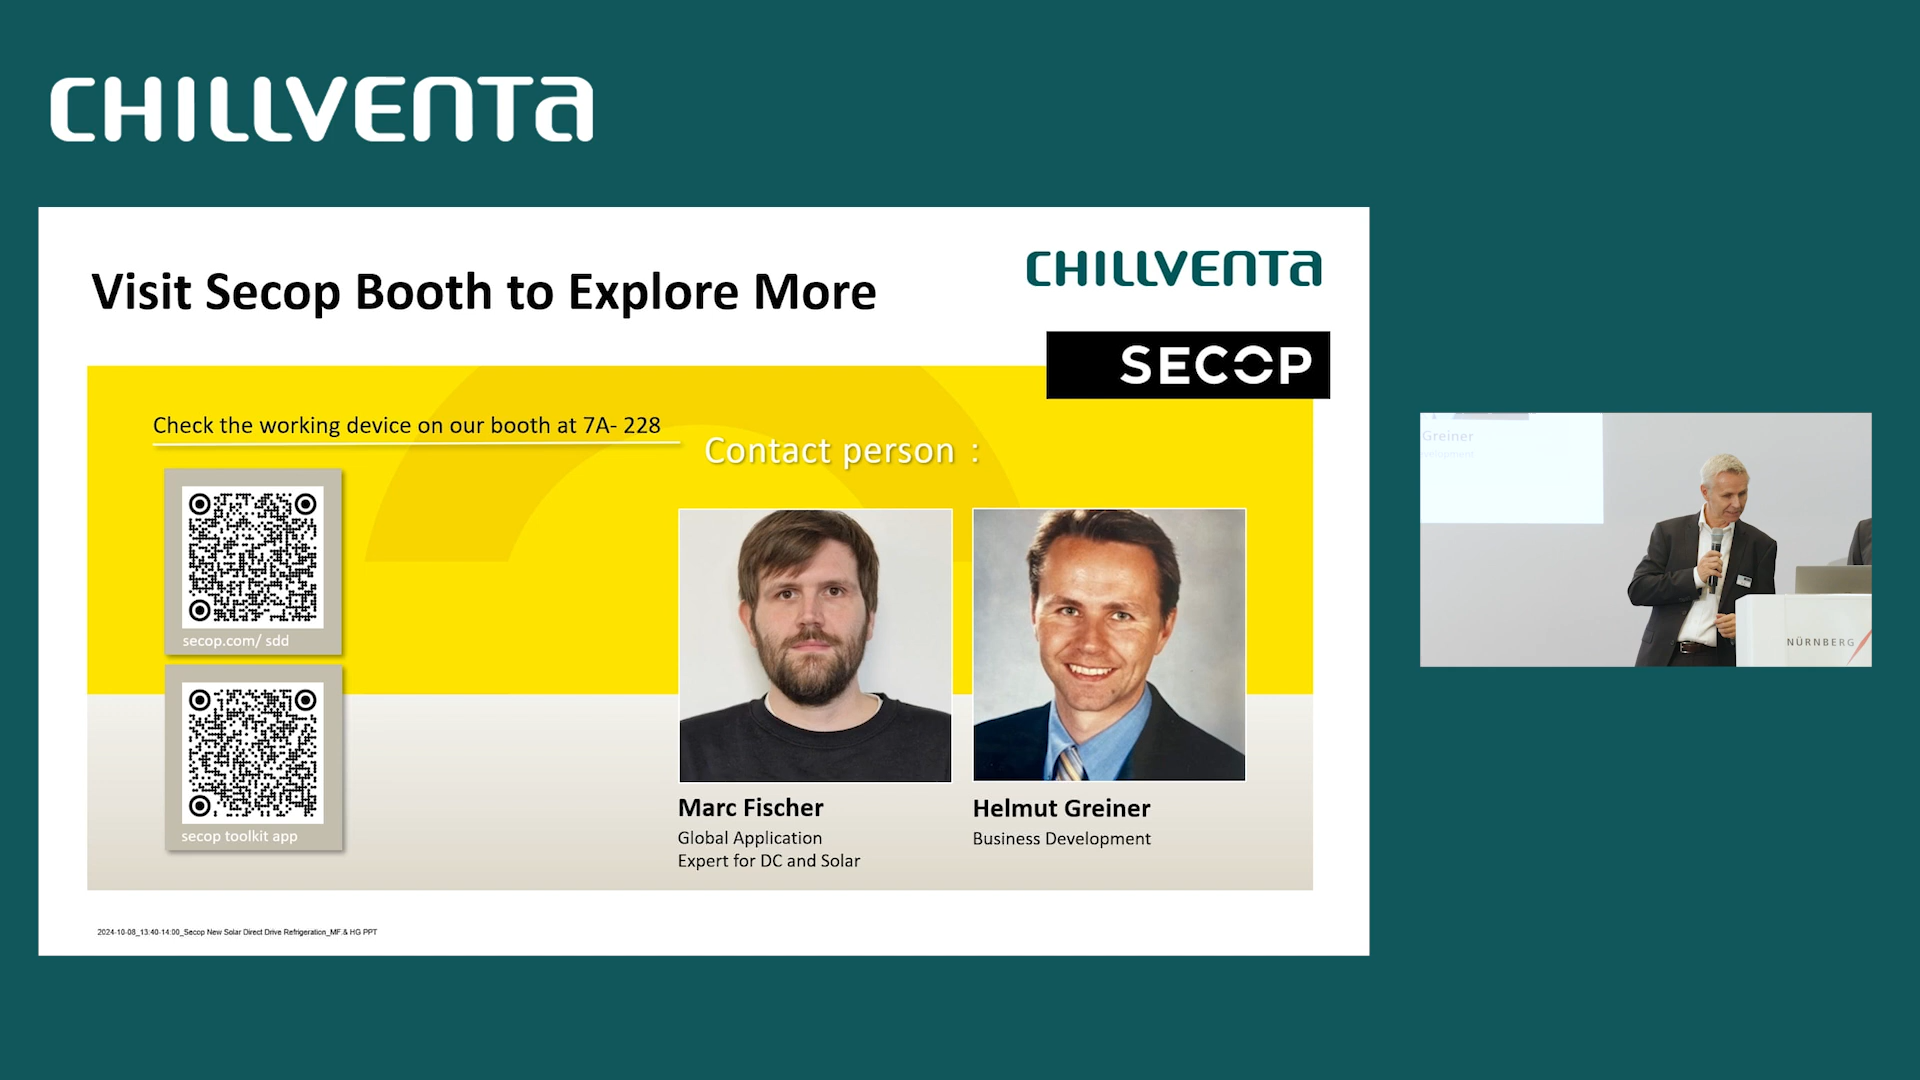 CHILLVENTA
Visit Secop Booth to Explore More
CHILLVENTA
SECOP
Check the working device on our booth at 7A- 228
Contact person :
secop.com/ sdd
secop toolkit app
Marc Fischer
Global Application
Expert for DC and Solar
Helmut Greiner
Business Development
2024-10-08_13:40-14:00_Secop New Solar Direct Drive Refrigeration_MF.& HG PPT
Greiner
NÜRNBERG